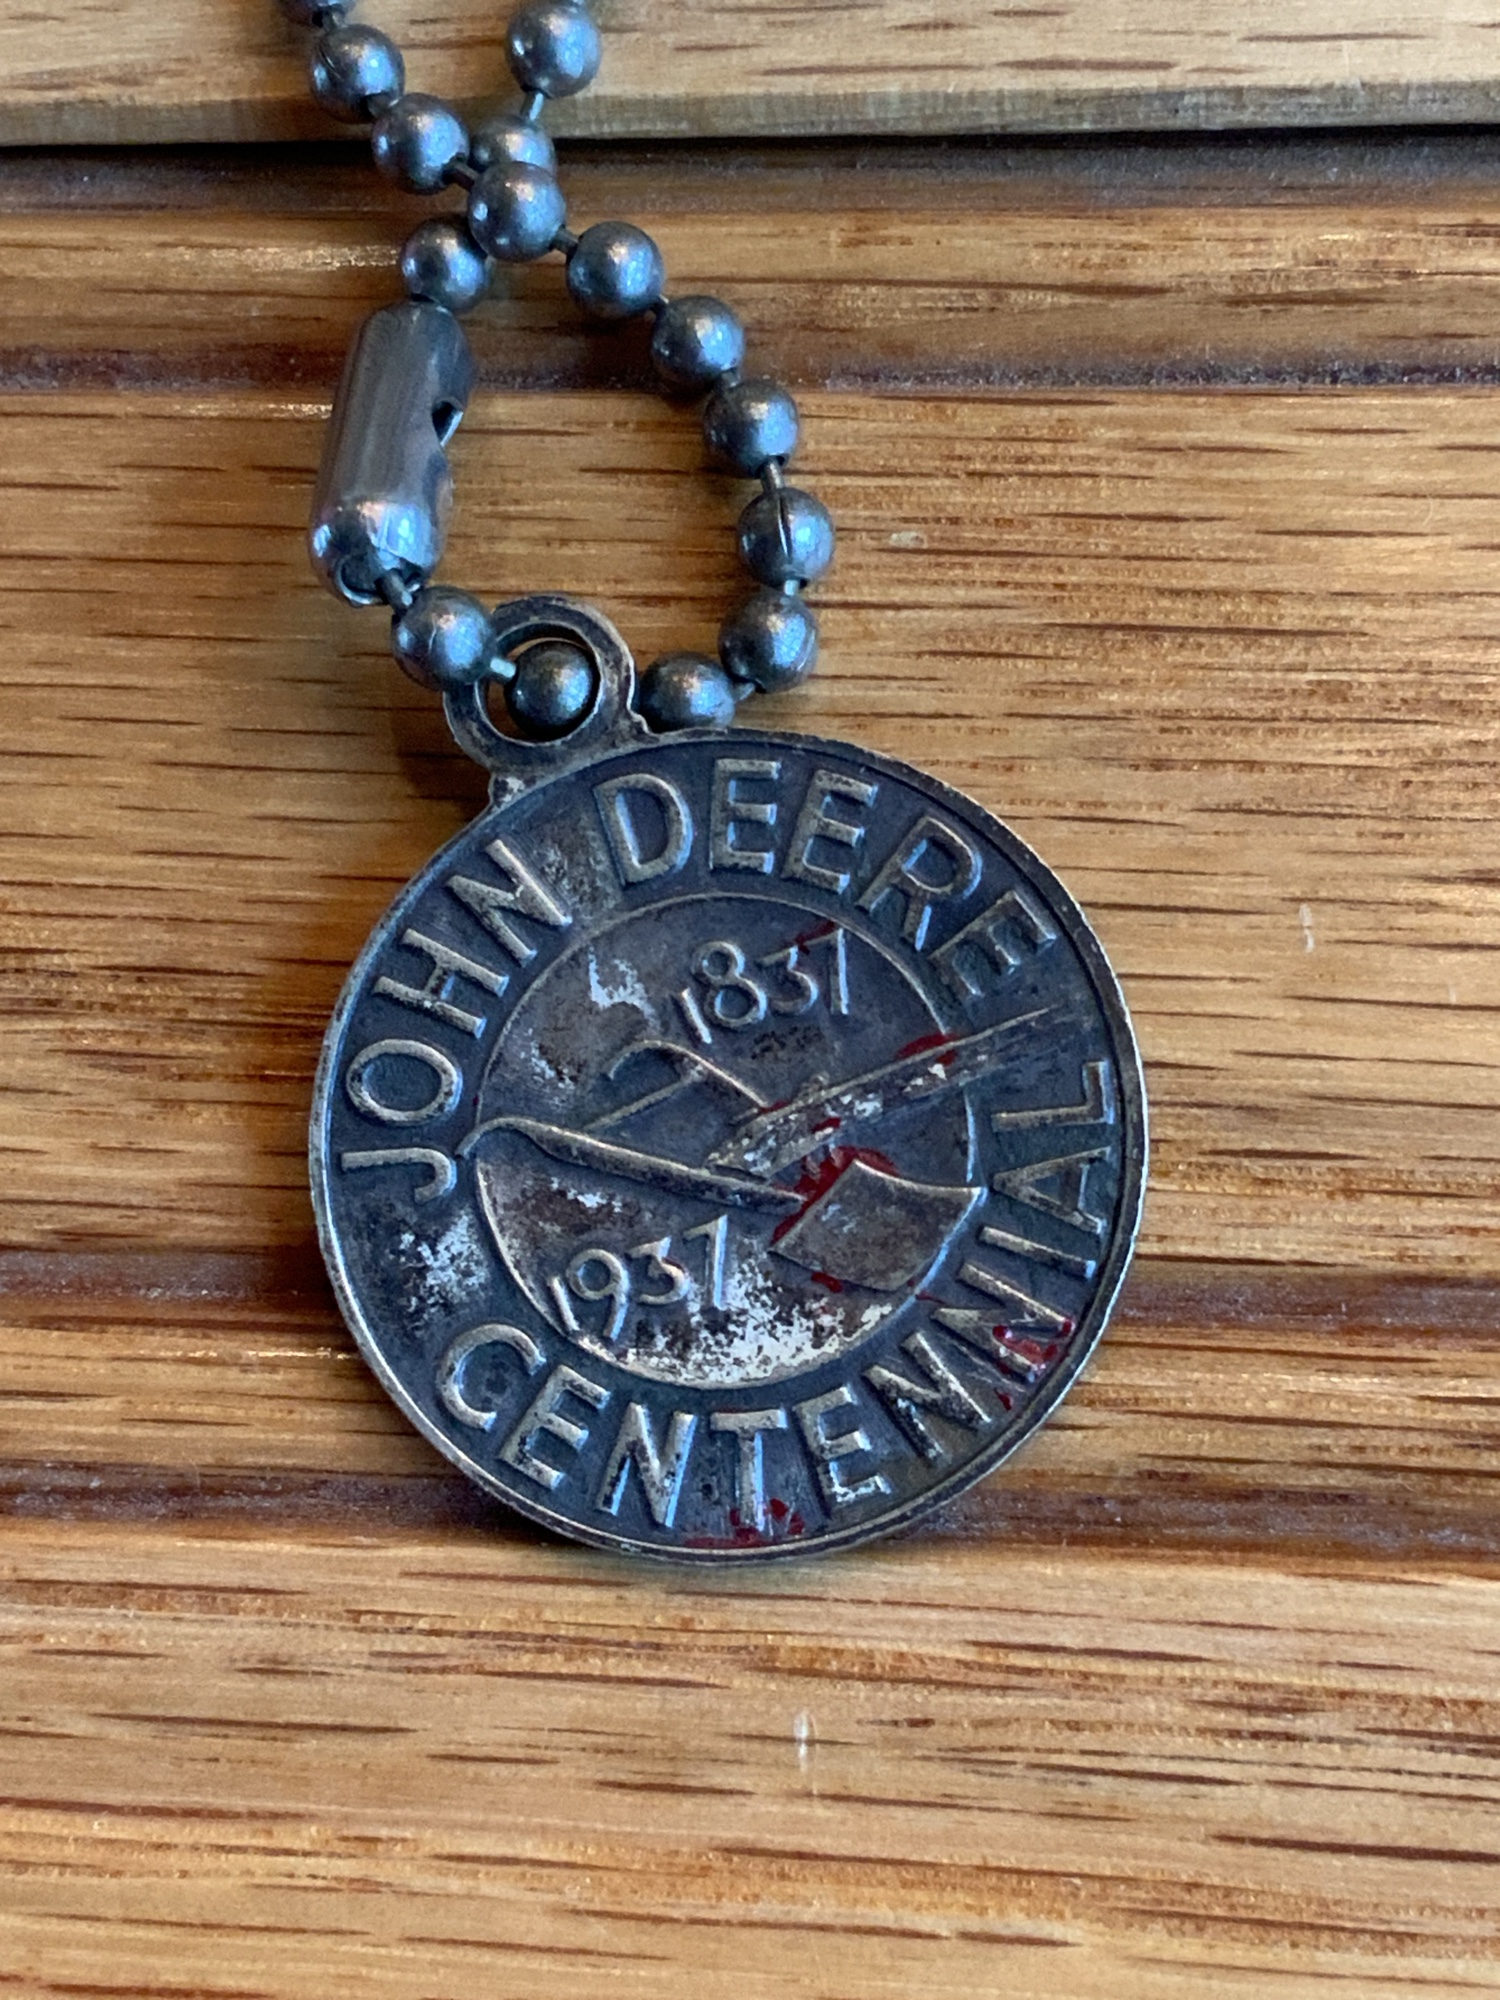 JOHN DEERE
1837
1937
CENTENNIAL